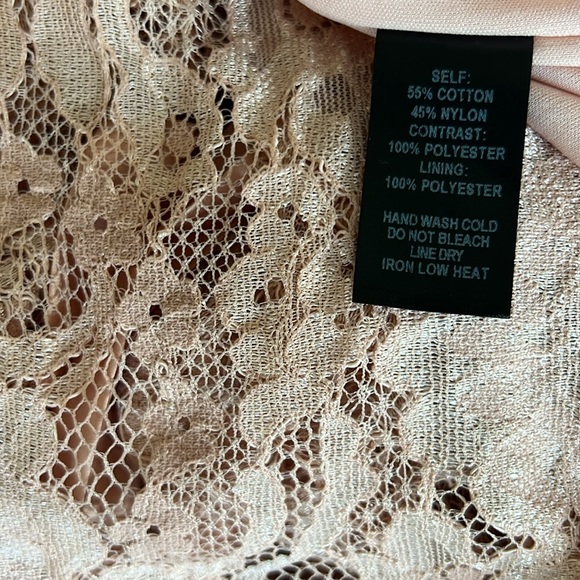 SELF:
55% COTTON
45% NYLON
CONTRAST:
100% POLYESTER
LINING:
100% POLYESTER
HAND WASH COLD
DO NOT BLEACH
LINE DRY
IRON LOW HEAT